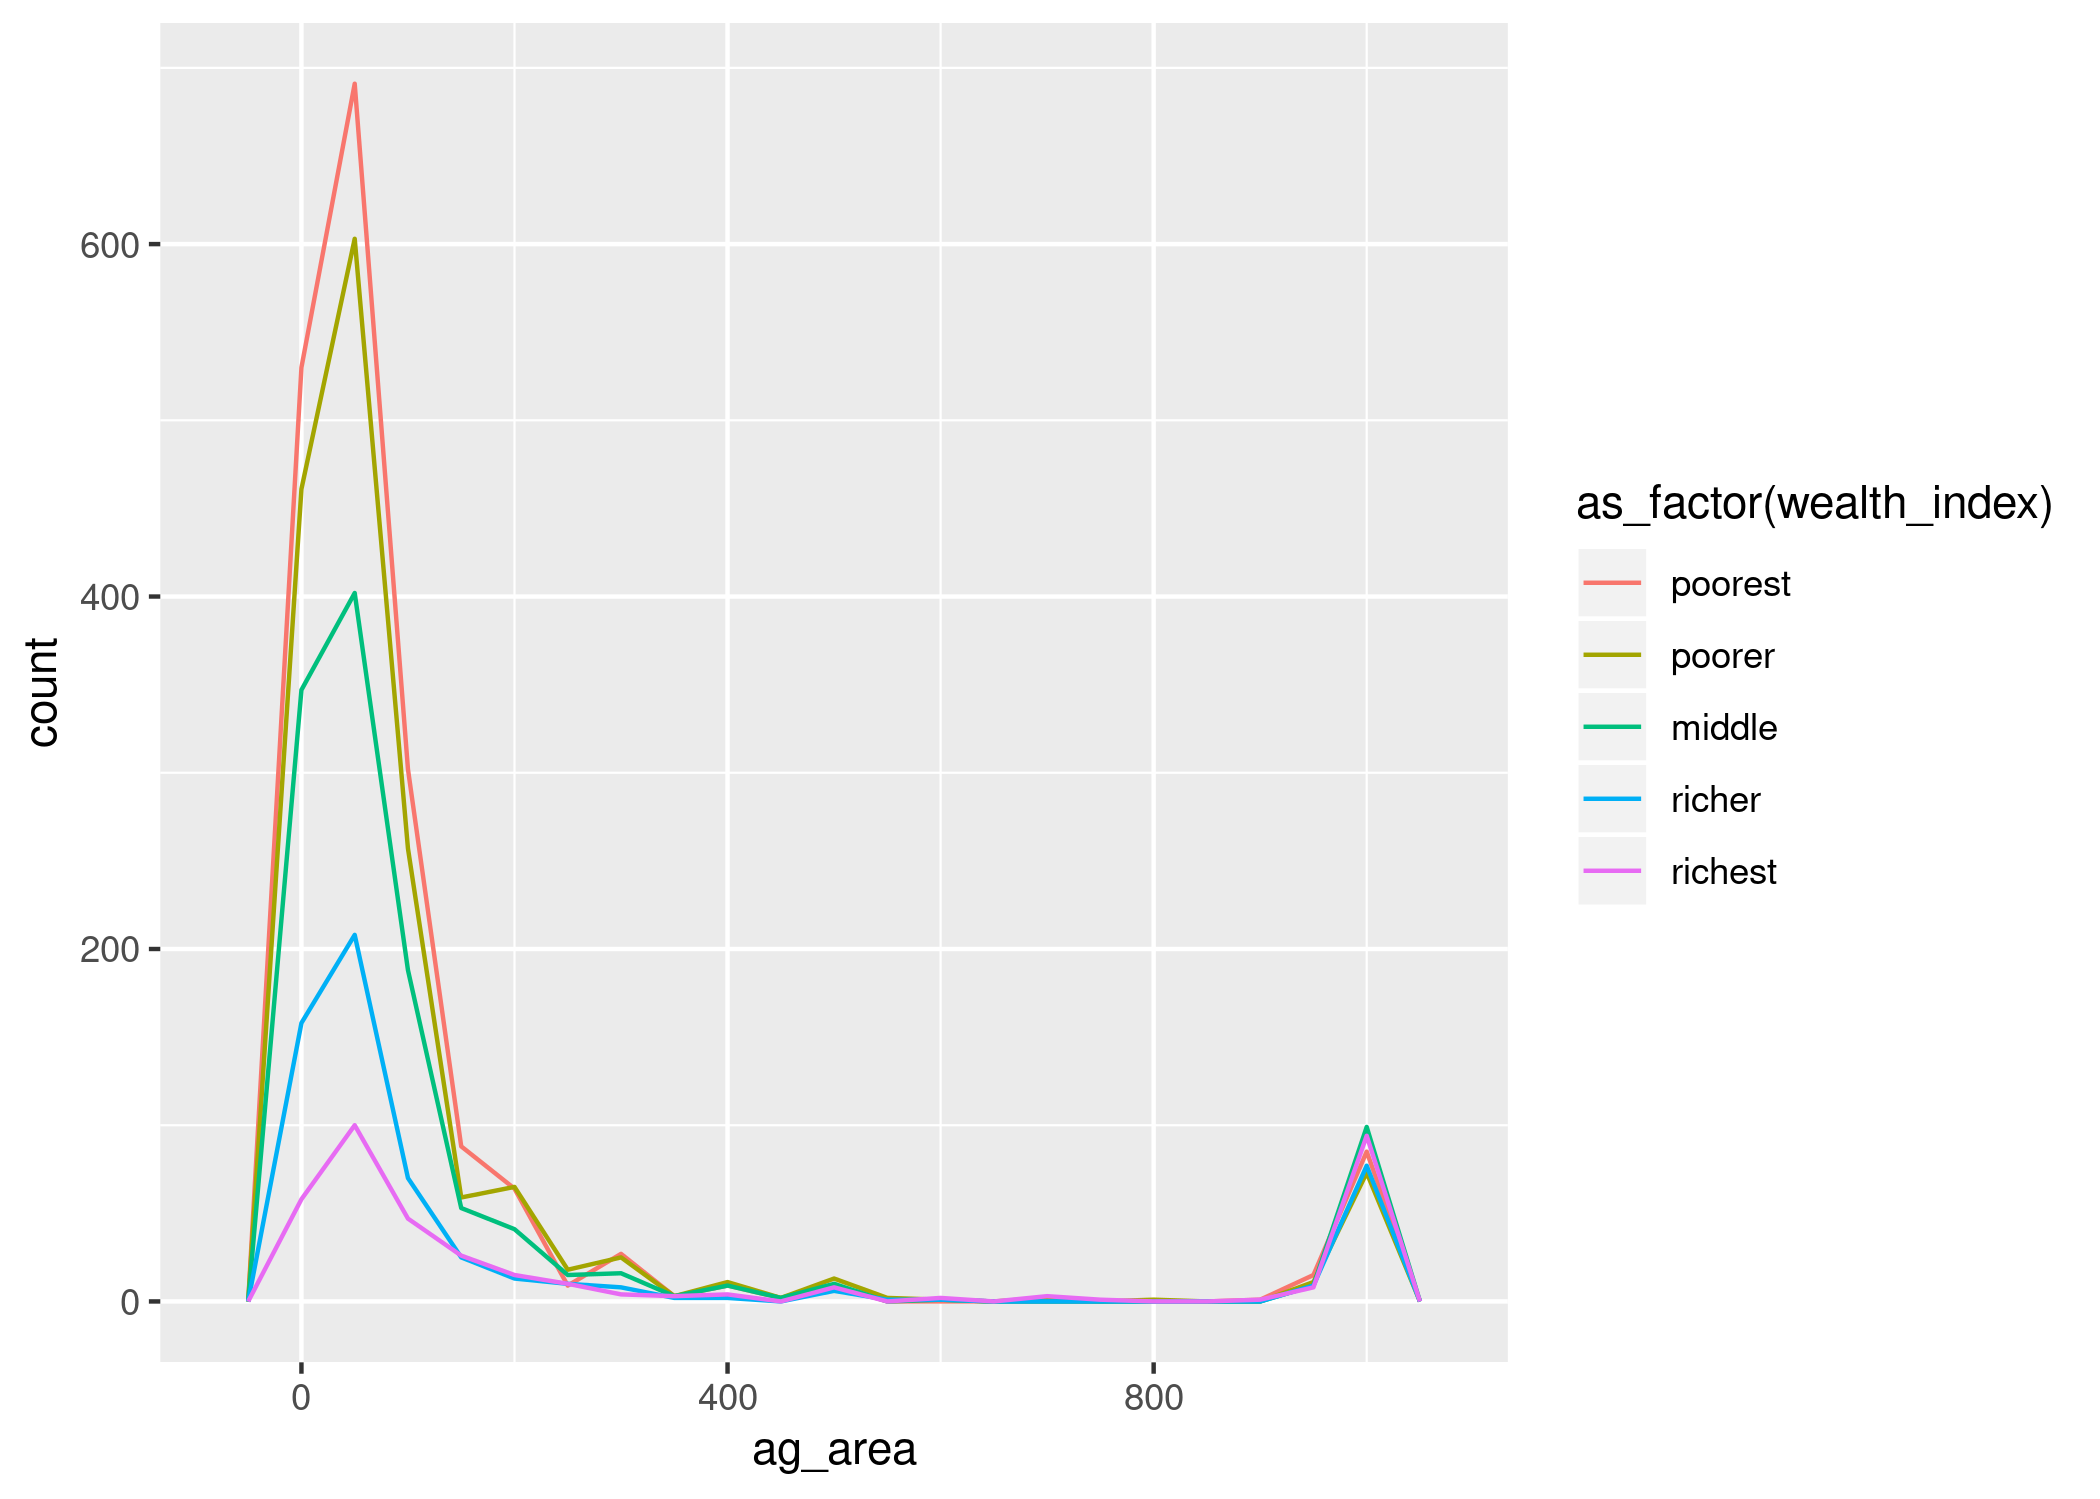 600
400
200
0
count
0 400 800
ag_area
as_factor(wealth_index)
poorest
poorer
middle
richer
richest